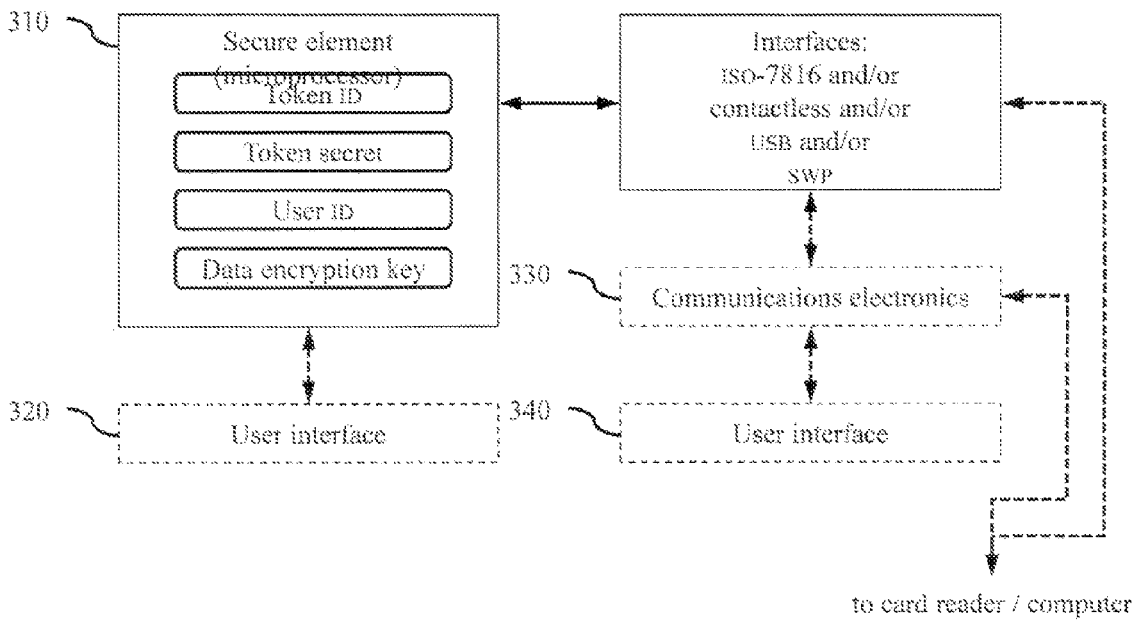 310
Secure element
(microprocessor)
Token ID
Token secret
User ID
Data encryption key
Interfaces:
ISO-7816 and/or
contactless and/or
USB and/or
SWP
330
Communications electronics
320
User interface
340
User interface
to card reader / computer